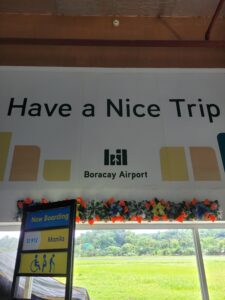 Have a Nice Trip
Boracay Airport
Now Boarding
Manila